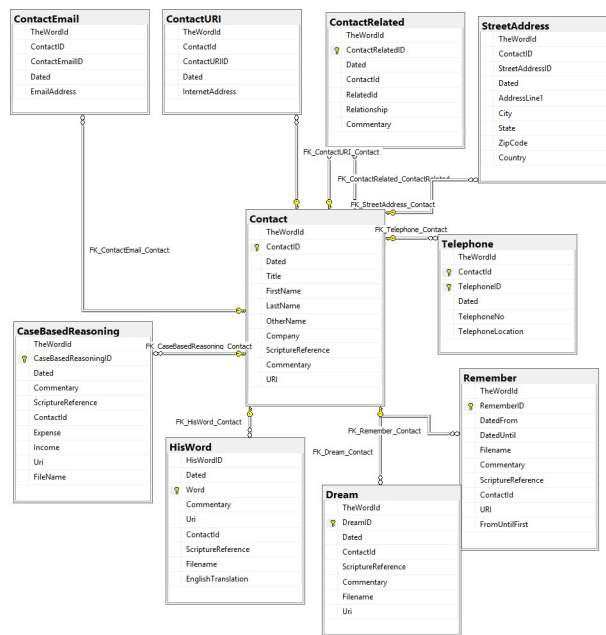 ContactEmail
TheWordId
ContactID
ContactEmailID
Dated
EmailAddress
ContactURI
TheWordId
ContactId
ContactURIID
Dated
InternetAddress
ContactRelated
TheWordId
ContactRelatedID
Dated
ContactId
RelatedId
Relationship
Commentary
StreetAddress
TheWordId
ContactID
StreetAddressID
Dated
AddressLine1
City
State
ZipCode
Country
FK_ContactURI_Contact
FK_ContactRelated_ContactRelated
FK_StreetAddress_Contact
FK_Telephone_Contact
FK_ContactEmail_Contact
Contact
TheWordId
ContactID
Dated
Title
FirstName
LastName
OtherName
Company
ScriptureReference
Commentary
URI
Telephone
TheWordId
ContactId
TelephoneID
Dated
TelephoneNo
TelephoneLocation
CaseBasedReasoning
TheWordId
CaseBasedReasoningID
Dated
Commentary
ScriptureReference
ContactId
Expense
Income
Uri
FileName
FK_CaseBasedReasoning_Contact
FK_HisWord_Contact
FK_Remember_Contact
FK_Dream_Contact
Remember
TheWordId
RememberID
DatedFrom
DatedUntil
Filename
Commentary
ScriptureReference
ContactId
URI
FromUntilFirst
HisWord
HisWordID
Dated
Word
Commentary
Uri
ContactId
ScriptureReference
Filename
EnglishTranslation
Dream
TheWordId
DreamID
Dated
ContactId
ScriptureReference
Commentary
Filename
Uri